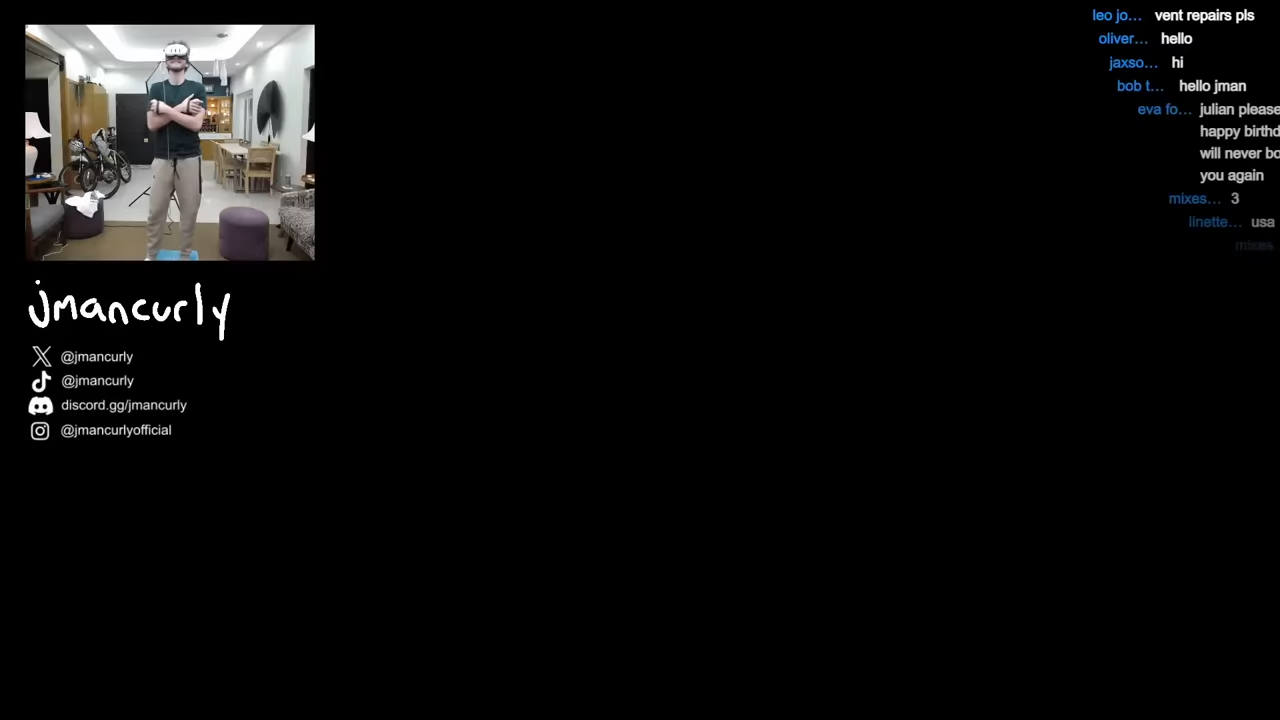 leo jo… vent repairs pls
oliver… hello
jaxso… hi
bob t… hello jman
eva fo… julian please
happy birthd
will never bo
you again
mixes… 3
linette… usa
mixes
jmancurly
@jmancurly
@jmancurly
discord.gg/jmancurly
@jmancurlyofficial